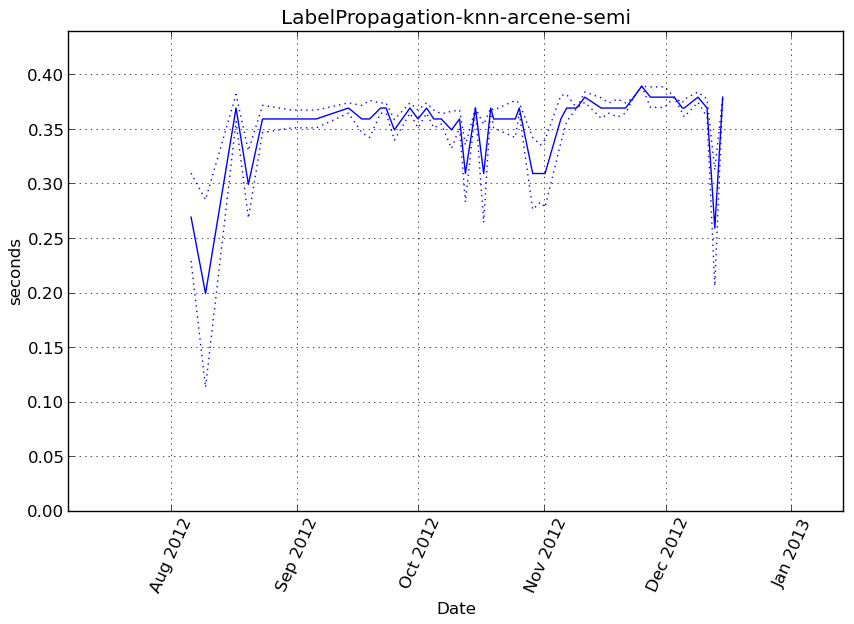 LabelPropagation-knn-arcene-semi
0.40
0.35
0.30
0.25
0.20
0.15
0.10
0.05
0.00
seconds
Aug 2012
Sep 2012
Oct 2012
Nov 2012
Dec 2012
Jan 2013
Date